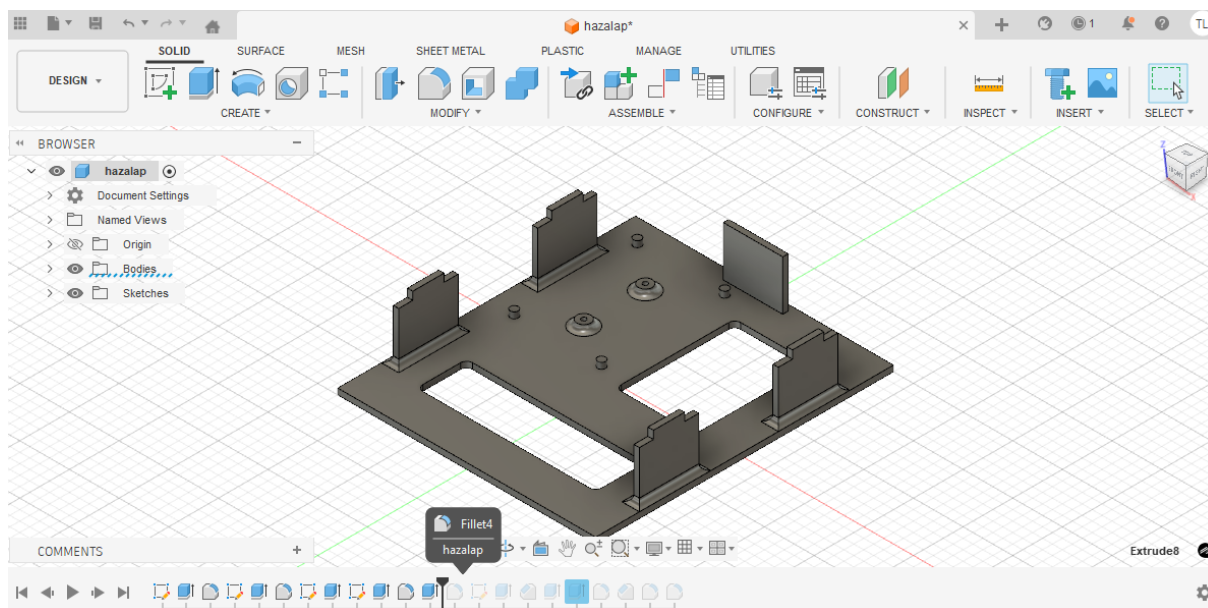 hazalap*
1
TL
DESIGN
SOLID
SURFACE
MESH
SHEET METAL
PLASTIC
MANAGE
UTILITIES
CREATE
MODIFY
ASSEMBLE
CONFIGURE
CONSTRUCT
INSPECT
INSERT
SELECT
BROWSER
hazalap
Document Settings
Named Views
Origin
Bodies
Sketches
Z
X
Fillet4
hazalap
COMMENTS
Extrude8